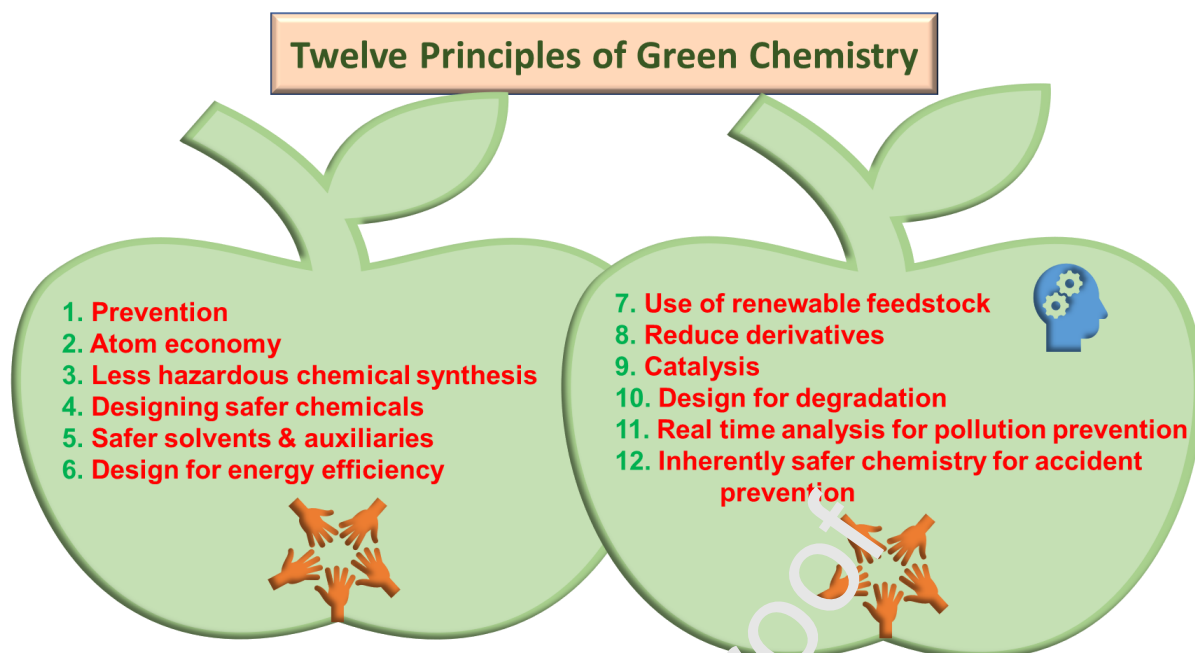 Twelve Principles of Green Chemistry
1. Prevention
2. Atom economy
3. Less hazardous chemical synthesis
4. Designing safer chemicals
5. Safer solvents & auxiliaries
6. Design for energy efficiency
7. Use of renewable feedstock
8. Reduce derivatives
9. Catalysis
10. Design for degradation
11. Real time analysis for pollution prevention
12. Inherently safer chemistry for accident
prevention